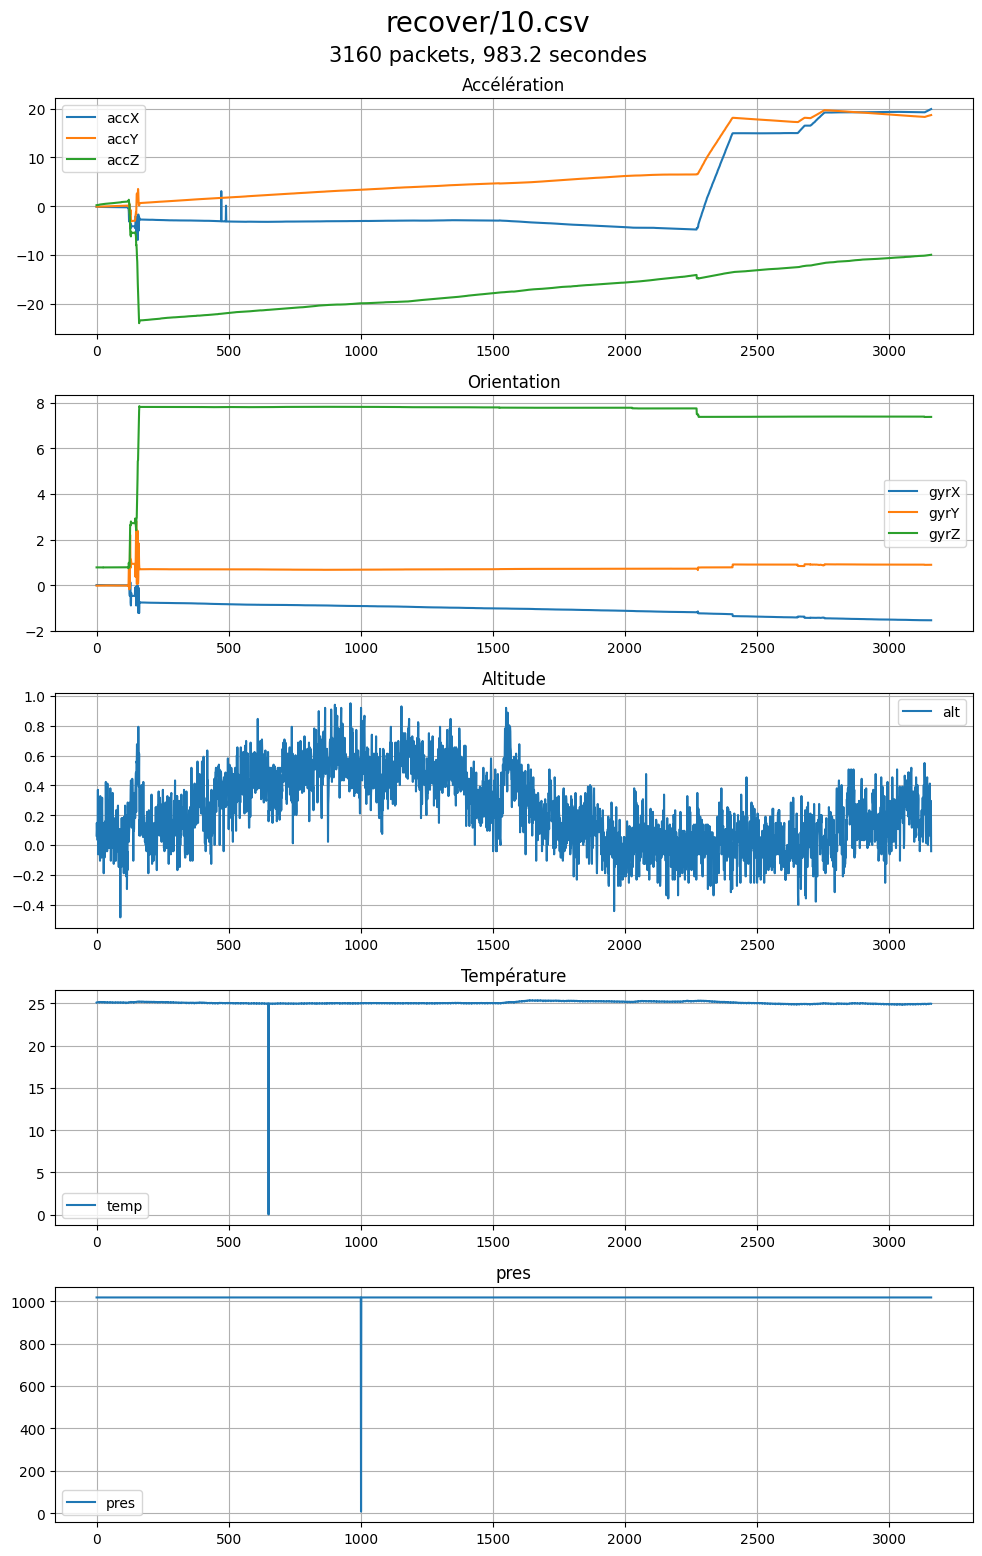 recover/10.csv
3160 packets, 983.2 secondes
Accélération
accX
accY
accZ
20
10
0
−10
−20
0 500 1000 1500 2000 2500 3000
Orientation
8
6
4
2
0
−2
gyrX
gyrY
gyrZ
0 500 1000 1500 2000 2500 3000
Altitude
alt
1.0
0.8
0.6
0.4
0.2
0.0
−0.2
−0.4
0 500 1000 1500 2000 2500 3000
Température
25
20
15
10
5
0
temp
0 500 1000 1500 2000 2500 3000
pres
1000
800
600
400
200
0
pres
0 500 1000 1500 2000 2500 3000